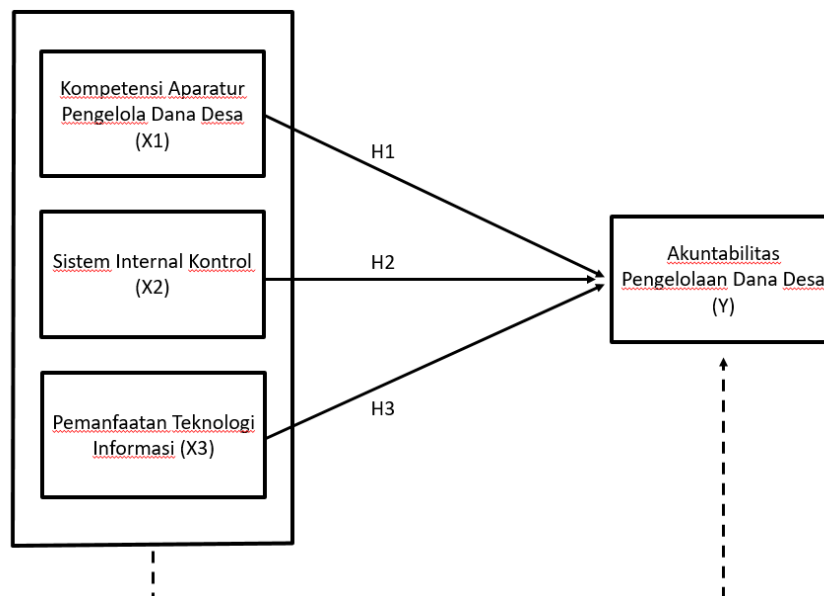 Kompetensi Aparatur
Pengelola Dana Desa
(X1)
H1
Sistem Internal Kontrol
(X2)
H2
Akuntabilitas
Pengelolaan Dana Desa
(Y)
Pemanfaatan Teknologi
Informasi (X3)
H3